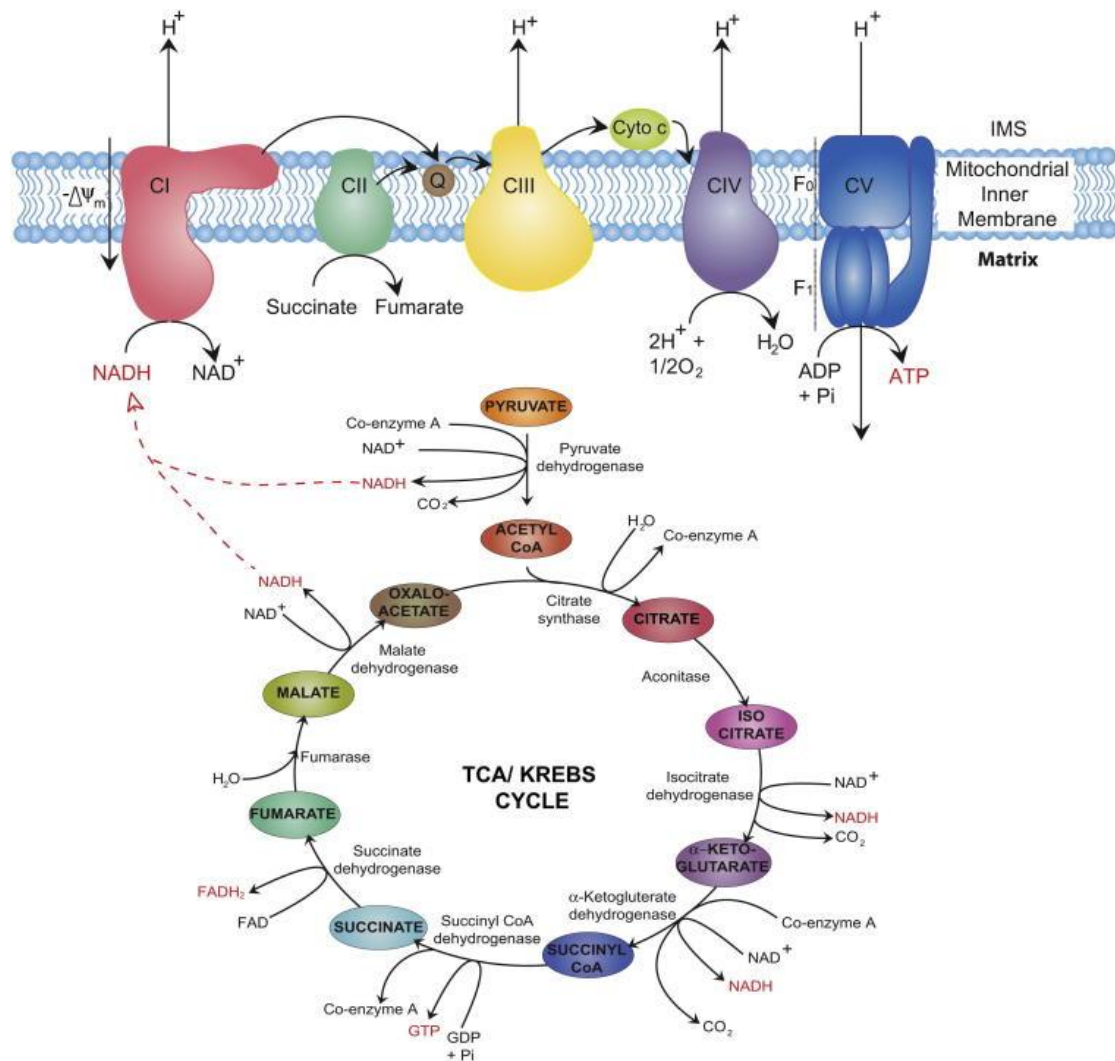 H+
H+
H+
H+
Cyto c
IMS
CI
CII
Q
CIII
CIV
F0
CV
Mitochondrial
Inner
Membrane
-ΔΨm
Matrix
F1
Succinate
Fumarate
2H+ +
1/2O2
H2O
ADP
+ Pi
ATP
NADH
NAD+
PYRUVATE
Co-enzyme A
NAD+
Pyruvate
dehydrogenase
NADH
CO2
ACETYL
CoA
H2O
Co-enzyme A
NADH
NAD+
OXALO-
ACETATE
Citrate
synthase
CITRATE
Malate
dehydrogenase
Aconitase
MALATE
ISO
CITRATE
H2O
Fumarase
TCA/ KREBS
CYCLE
Isocitrate
dehydrogenase
NAD+
NADH
CO2
FUMARATE
α-KETO-
GLUTARATE
Succinate
dehydrogenase
FADH2
FAD
α-Ketogluterate
dehydrogenase
Co-enzyme A
SUCCINATE
Succinyl CoA
dehydrogenase
SUCCINYL
CoA
NAD+
NADH
Co-enzyme A
GTP
GDP
+ Pi
CO2